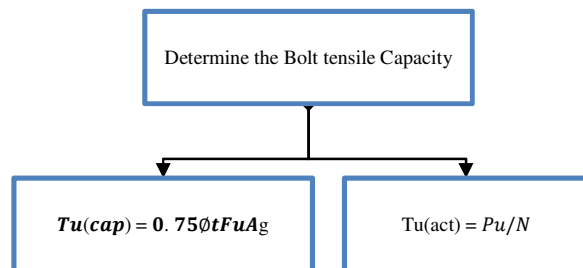 Determine the Bolt tensile Capacity
Tu(cap) = 0. 75∅tFuAg
Tu(act) = Pu/N